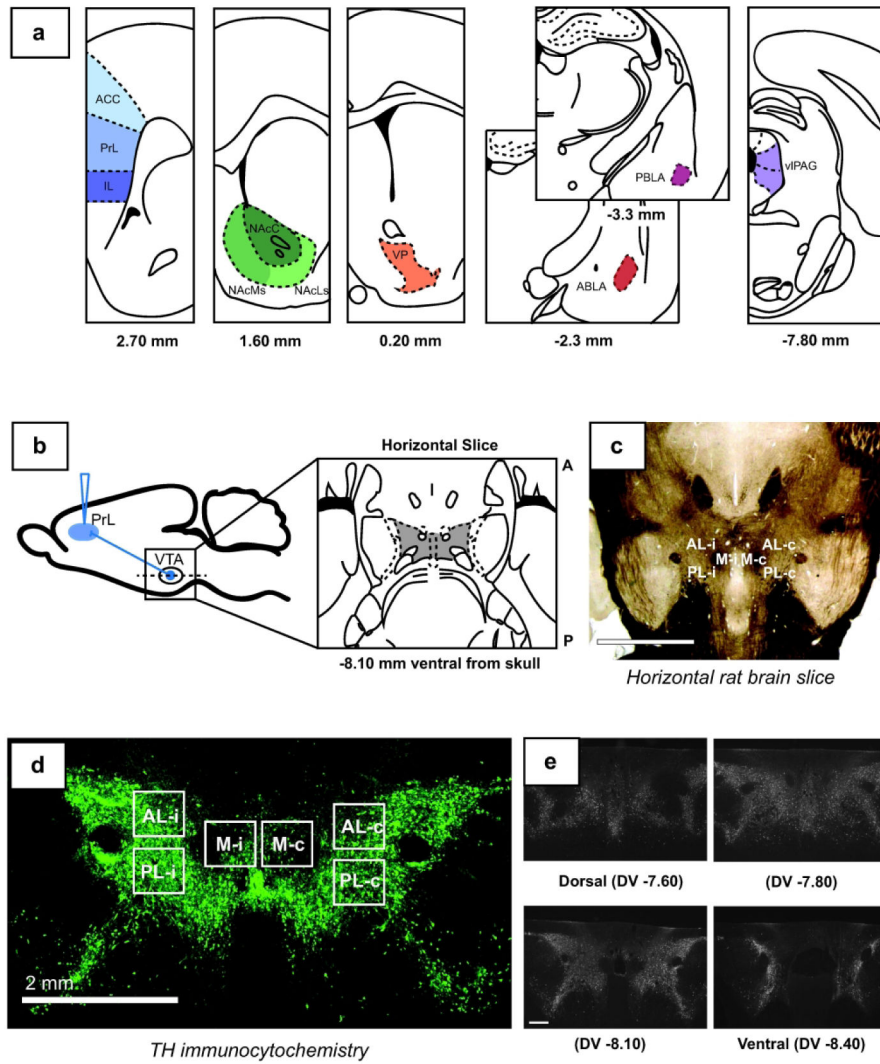 a
ACC
PrL
IL
2.70 mm
NAcC
NAcMs
NAcLs
1.60 mm
VP
0.20 mm
PBLA
-3.3 mm
ABLA
-2.3 mm
vlPAG
-7.80 mm
b
PrL
VTA
Horizontal Slice
A
P
-8.10 mm ventral from skull
c
AL-i AL-c
M-i M-c
PL-i PL-c
Horizontal rat brain slice
d
AL-i AL-c
M-i M-c
PL-i PL-c
2 mm
TH immunocytochemistry
e
Dorsal (DV -7.60)
(DV -7.80)
(DV -8.10)
Ventral (DV -8.40)